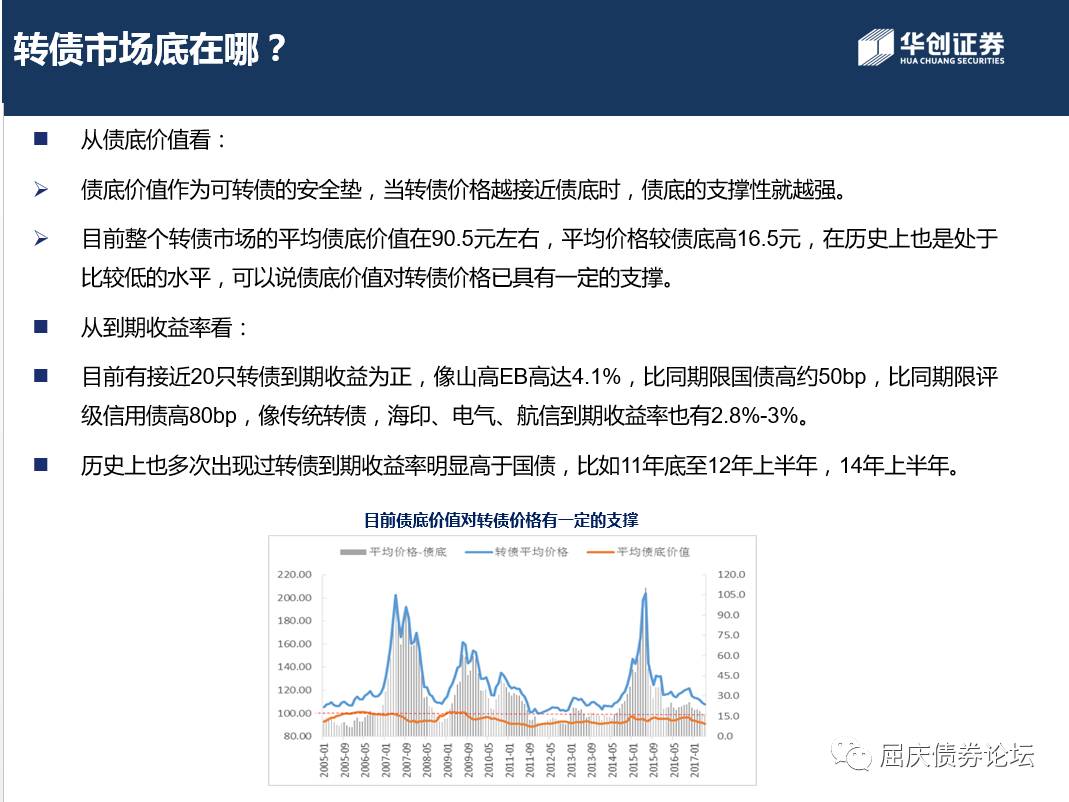 转债市场底在哪？
华创证券
HUA CHUANG SECURITIES
从债底价值看：
债底价值作为可转债的安全垫，当转债价格越接近债底时，债底的支撑性就越强。
目前整个转债市场的平均债底价值在90.5元左右，平均价格较债底高16.5元，在历史上也是处于
比较低的水平，可以说债底价值对转债价格已具有一定的支撑。
从到期收益率看：
目前有接近20只转债到期收益为正，像山高EB高达4.1%，比同期限国债高约50bp，比同期限评
级信用债高80bp，像传统转债，海印、电气、航信到期收益率也有2.8%-3%。
历史上也多次出现过转债到期收益率明显高于国债，比如11年底至12年上半年，14年上半年。
目前债底价值对转债价格有一定的支撑
平均价格-债底 转债平均价格 平均债底价值
220.00 120.0
200.00 105.0
180.00 90.0
160.00 75.0
140.00 60.0
120.00 45.0
100.00 30.0
80.00 15.0
0.0
2005-01 2005-09 2006-05 2007-01 2007-09 2008-05 2009-01 2009-09 2010-05 2011-01 2011-09 2012-05 2013-01 2013-09 2014-05 2015-01 2015-09 2016-05 2017-01
屈庆债券论坛